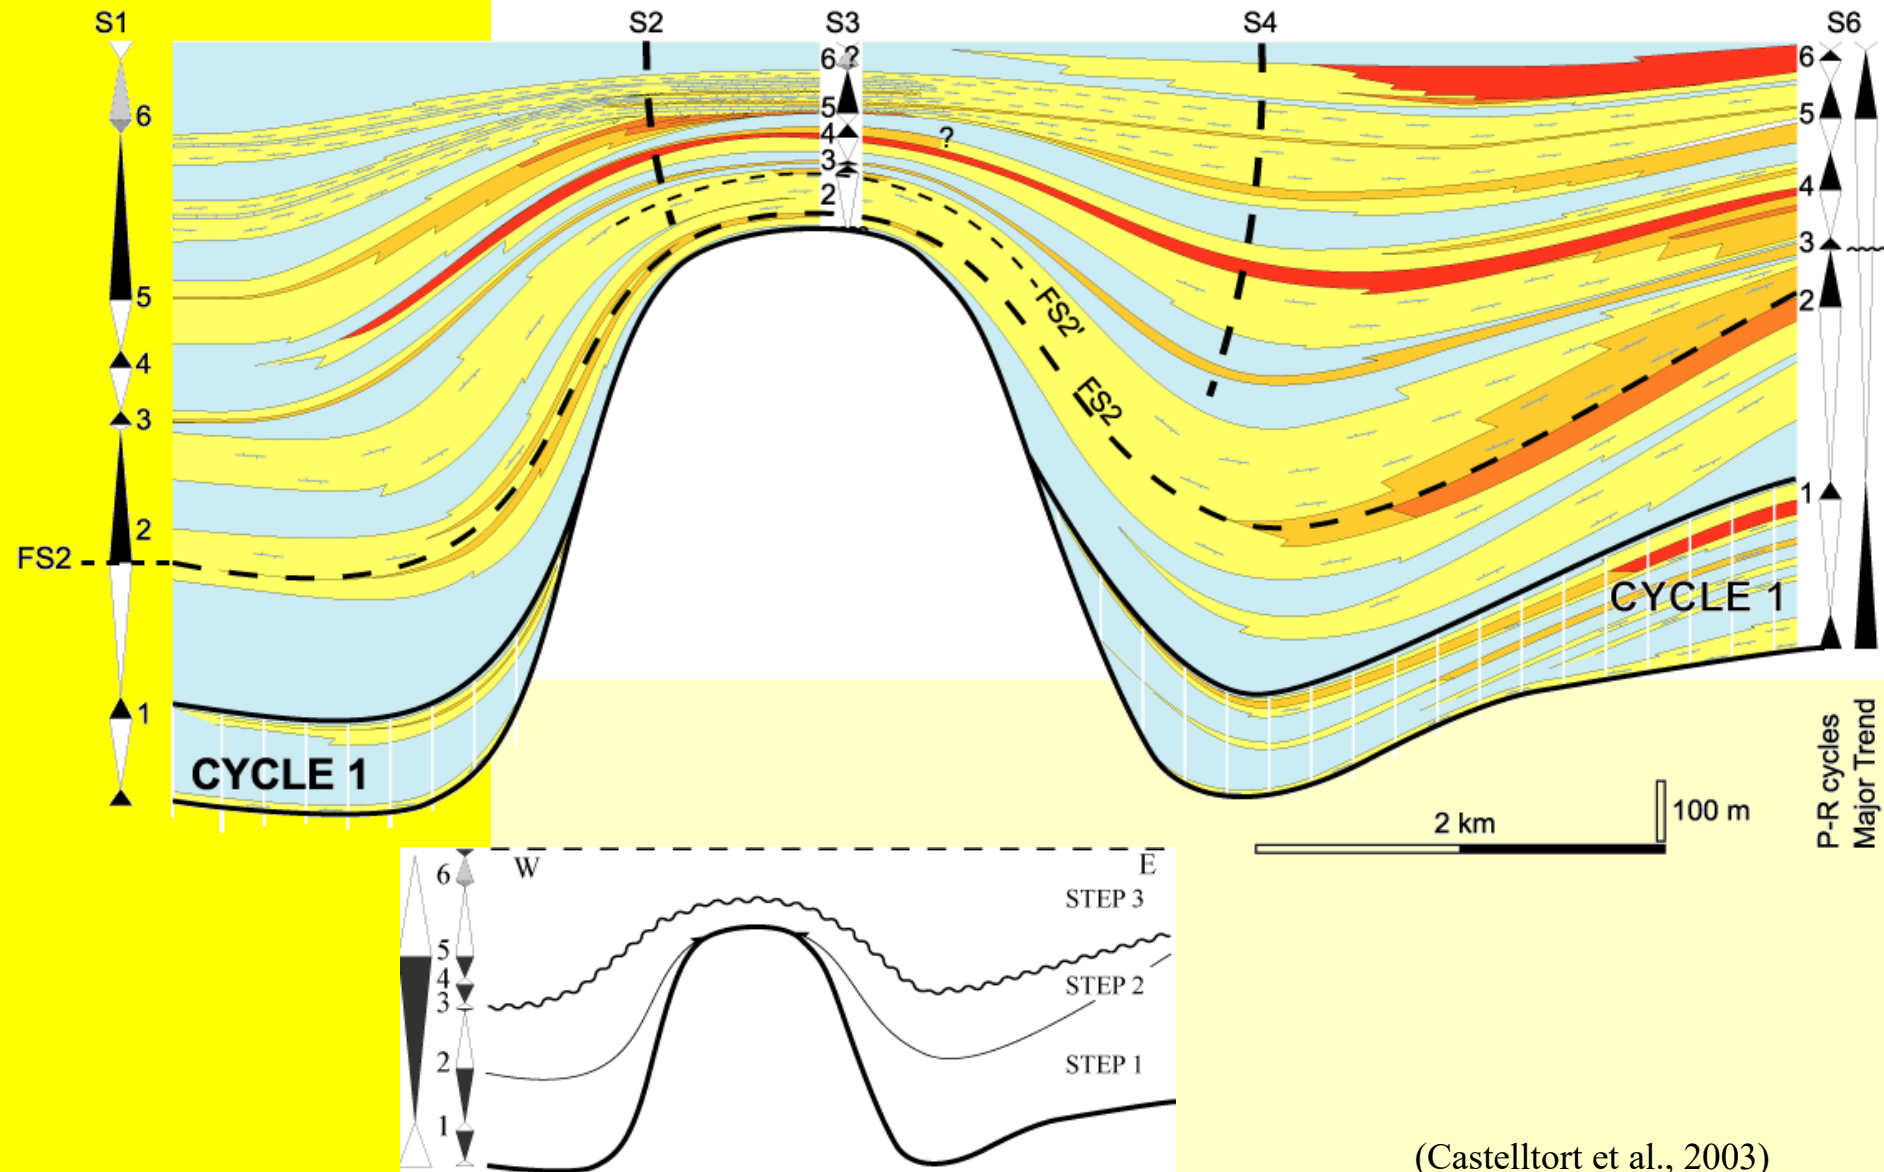 S1 S2 S3 S4 S6
6 ? 6
5 5
6 4 ? 4
3 3
2 2
5
4
3
FS2'
FS2
2
FS2
1 1
CYCLE 1
CYCLE 1
2 km
100 m
P-R cycles
Major Trend
W E
6
5
4
3
2
1
STEP 3
STEP 2
STEP 1
(Castelltort et al., 2003)